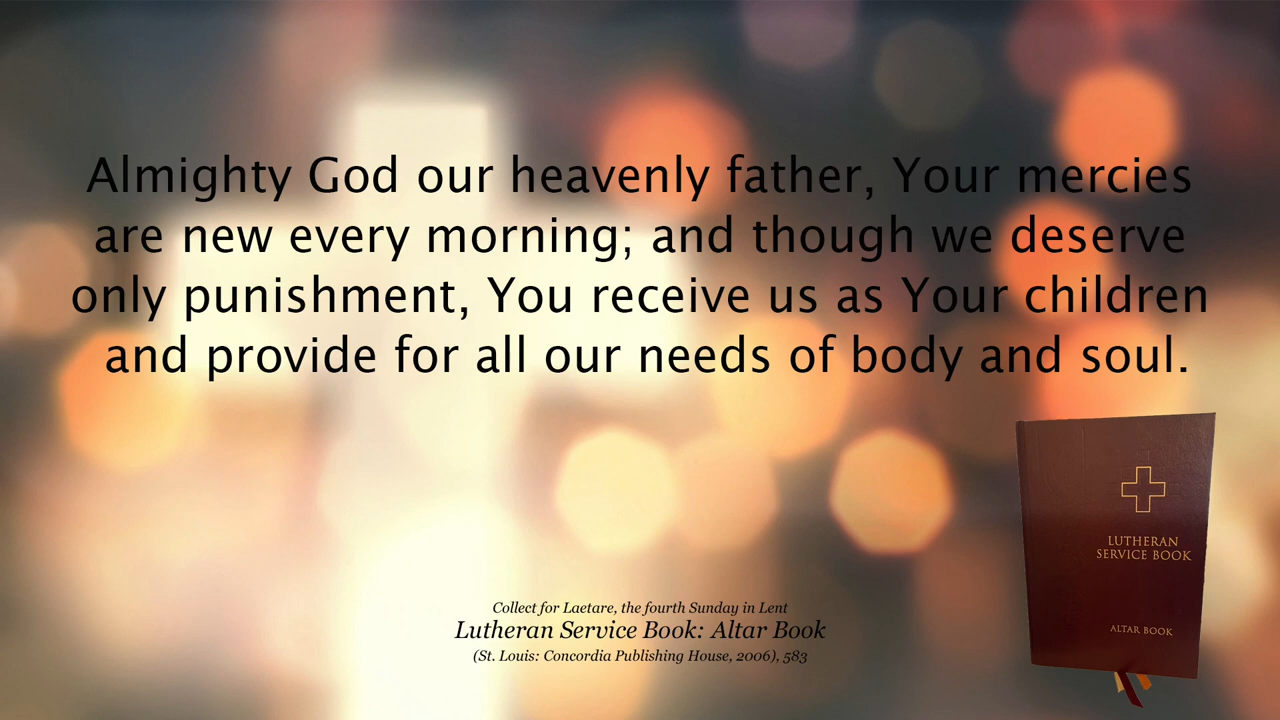 Almighty God our heavenly father, Your mercies
are new every morning; and though we deserve
only punishment, You receive us as Your children
and provide for all our needs of body and soul.
LUTHERAN
SERVICE BOOK
ALTAR BOOK
Collect for Laetare, the fourth Sunday in Lent
Lutheran Service Book: Altar Book
(St. Louis: Concordia Publishing House, 2006), 583